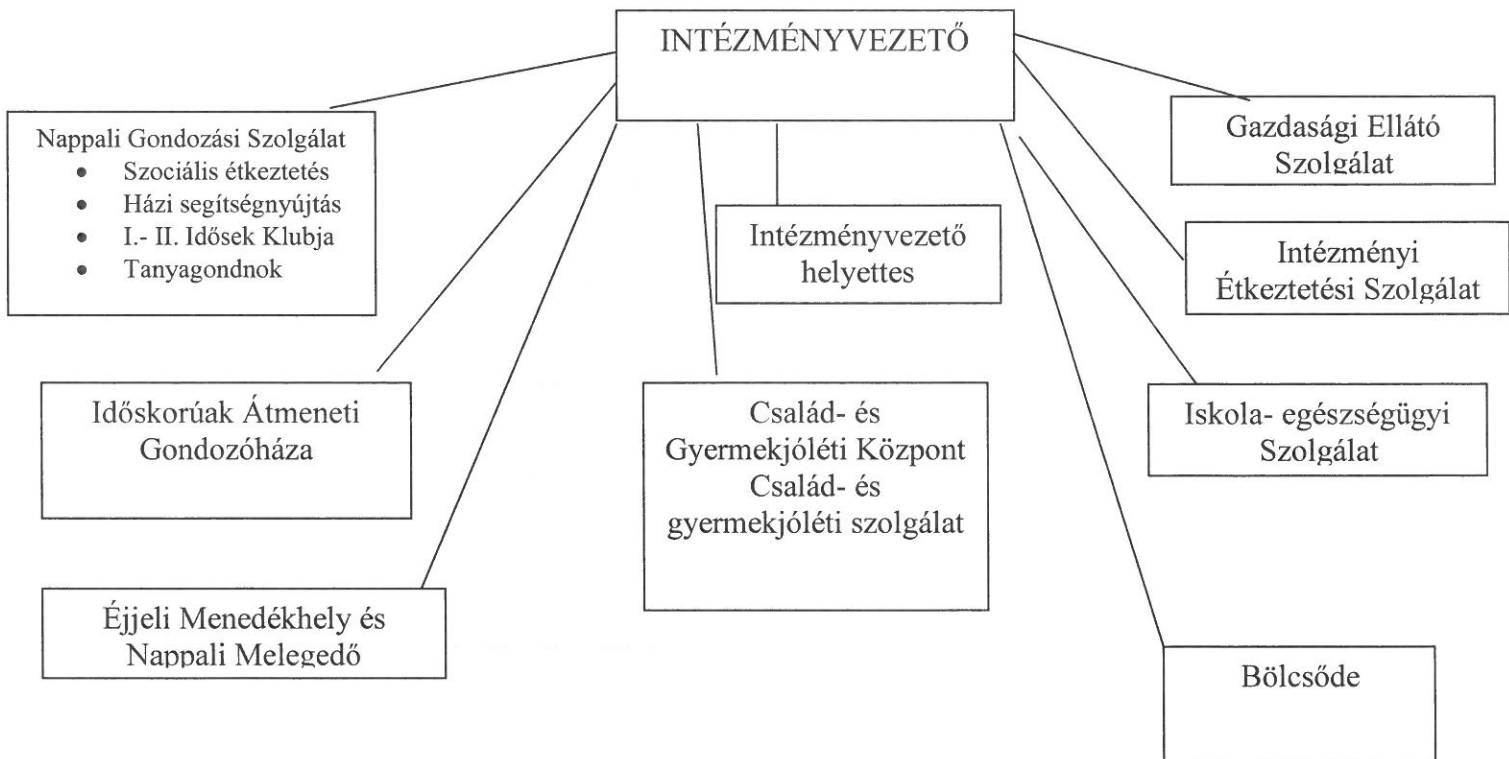 INTÉZMÉNYVEZETŐ
Nappali Gondozási Szolgálat
• Szociális étkeztetés
• Házi segítségnyújtás
• I.- II. Idősek Klubja
• Tanyagondnok
Gazdasági Ellátó
Szolgálat
Intézményvezető
helyettes
Intézményi
Étkeztetési Szolgálat
Időskorúak Átmeneti
Gondozóháza
Család- és
Gyermekjóléti Központ
Család- és
gyermekjóléti szolgálat
Iskola- egészségügyi
Szolgálat
Éjjeli Menedékhely és
Nappali Melegedő
Bölcsőde